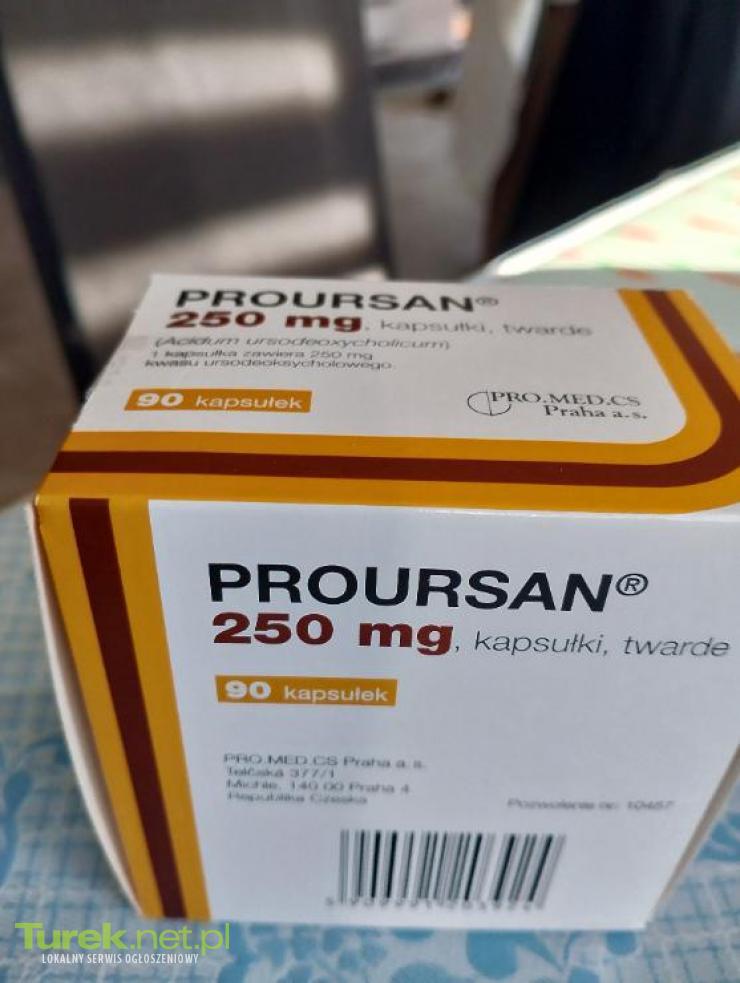 PROURSAN®
250 mg, kapsułki, twarde
(Acidum ursodeoxycholicum)
1 kapsułka zawiera 250 mg
kwasu ursodeoksycholowego.
90 kapsułek
PRO.MED.CS
Praha a.s.
PROURSAN®
250 mg, kapsułki, twarde
90 kapsułek
PRO.MED.CS Praha a.s.
Telčská 377/1
Michle, 140 00 Praha 4
Republika Czeska
Pozwolenie nr: 10457
Turek.net.pl
LOKALNY SERWIS OGŁOSZENIOWY